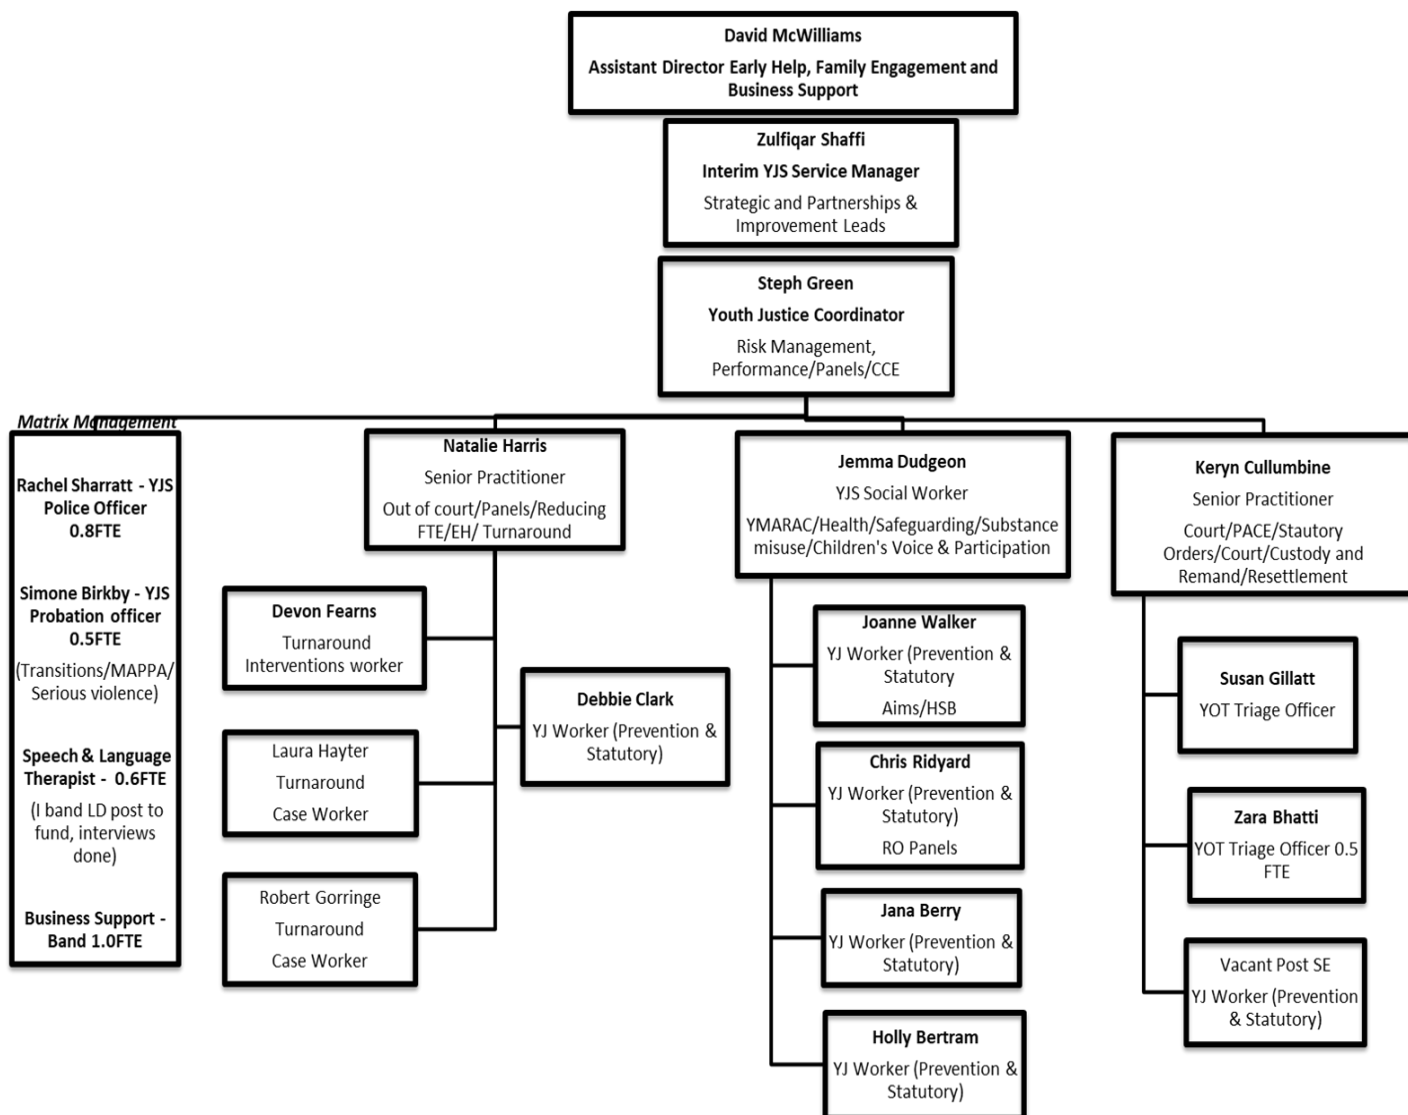 David McWilliams
Assistant Director Early Help, Family Engagement and
Business Support
Zulfiqar Shaffi
Interim YJS Service Manager
Strategic and Partnerships &
Improvement Leads
Steph Green
Youth Justice Coordinator
Risk Management,
Performance/Panels/CCE
Matrix Management
Rachel Sharratt - YJS
Police Officer
0.8FTE
Simone Birkby - YJS
Probation officer
0.5FTE
(Transitions/MAPPA/
Serious violence)
Speech & Language
Therapist - 0.6FTE
(I band LD post to
fund, interviews
done)
Business Support -
Band 1.0FTE
Natalie Harris
Senior Practitioner
Out of court/Panels/Reducing
FTE/EH/ Turnaround
Devon Fearns
Turnaround
Interventions worker
Laura Hayter
Turnaround
Case Worker
Robert Gorringe
Turnaround
Case Worker
Debbie Clark
YJ Worker (Prevention &
Statutory)
Jemma Dudgeon
YJS Social Worker
YMARAC/Health/Safeguarding/Substance
misuse/Children's Voice & Participation
Joanne Walker
YJ Worker (Prevention &
Statutory
Aims/HSB
Chris Ridyard
YJ Worker (Prevention &
Statutory)
RO Panels
Jana Berry
YJ Worker (Prevention &
Statutory)
Holly Bertram
YJ Worker (Prevention &
Statutory)
Keryn Cullumbine
Senior Practitioner
Court/PACE/Stautory
Orders/Court/Custody and
Remand/Resettlement
Susan Gillatt
YOT Triage Officer
Zara Bhatti
YOT Triage Officer 0.5
FTE
Vacant Post SE
YJ Worker (Prevention
& Statutory)